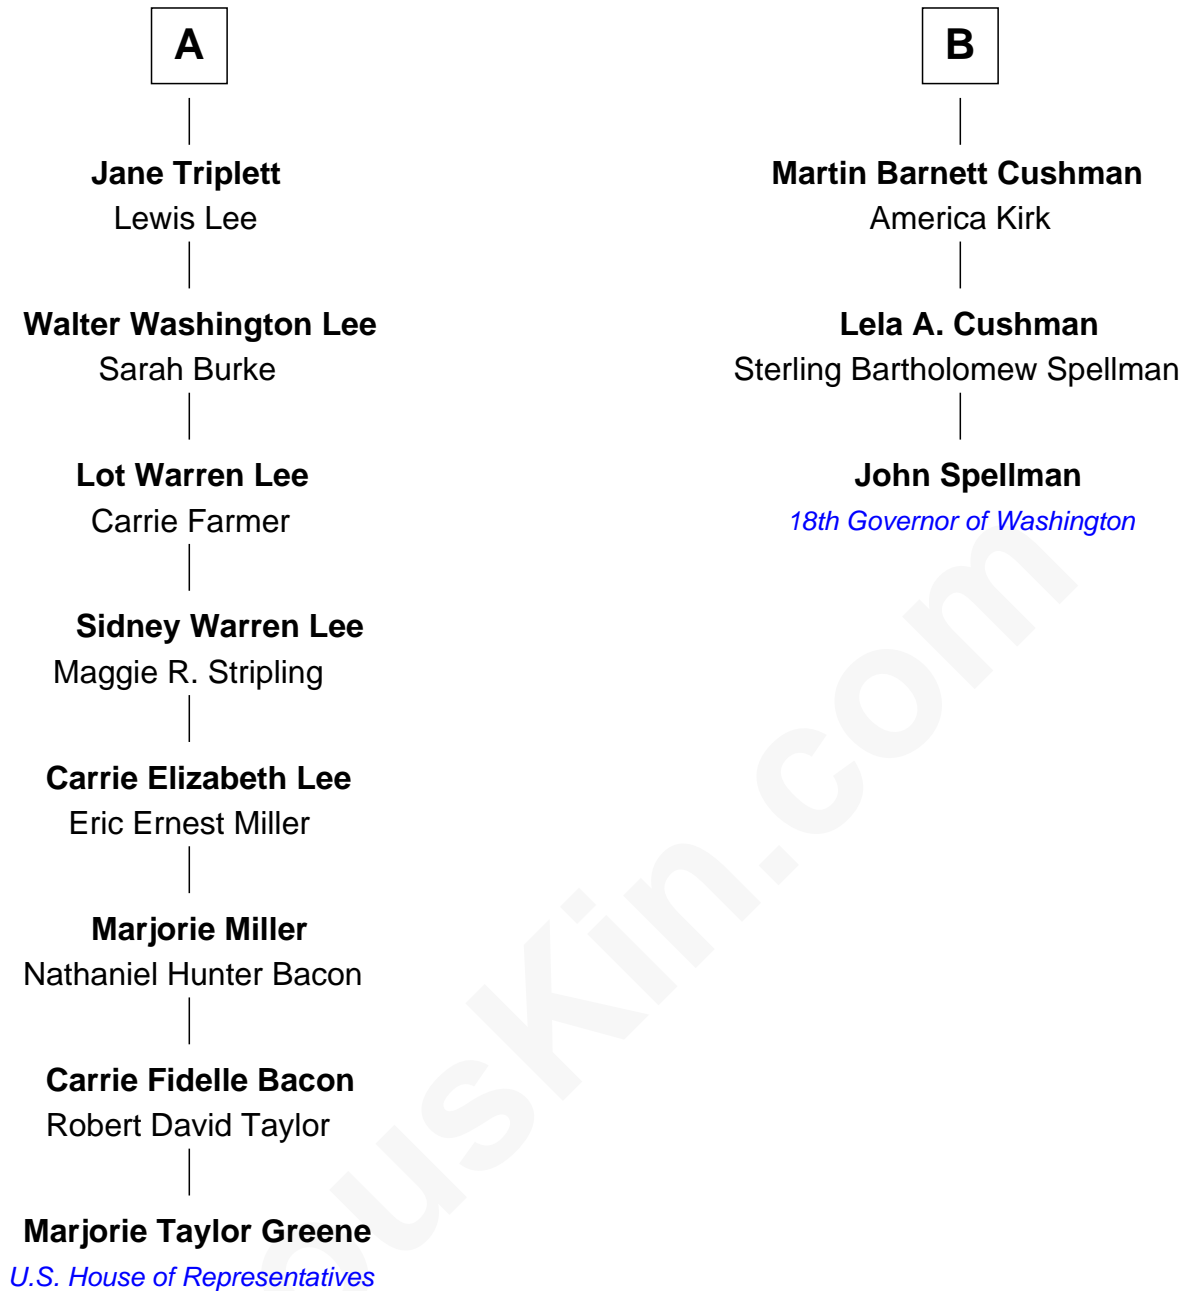 A
Jane Triplett
Lewis Lee
Walter Washington Lee
Sarah Burke
Lot Warren Lee
Carrie Farmer
Sidney Warren Lee
Maggie R. Stripling
Carrie Elizabeth Lee
Eric Ernest Miller
Marjorie Miller
Nathaniel Hunter Bacon
Carrie Fidelle Bacon
Robert David Taylor
Marjorie Taylor Greene
U.S. House of Representatives
B
Martin Barnett Cushman
America Kirk
Lela A. Cushman
Sterling Bartholomew Spellman
John Spellman
18th Governor of Washington
ousKin.com